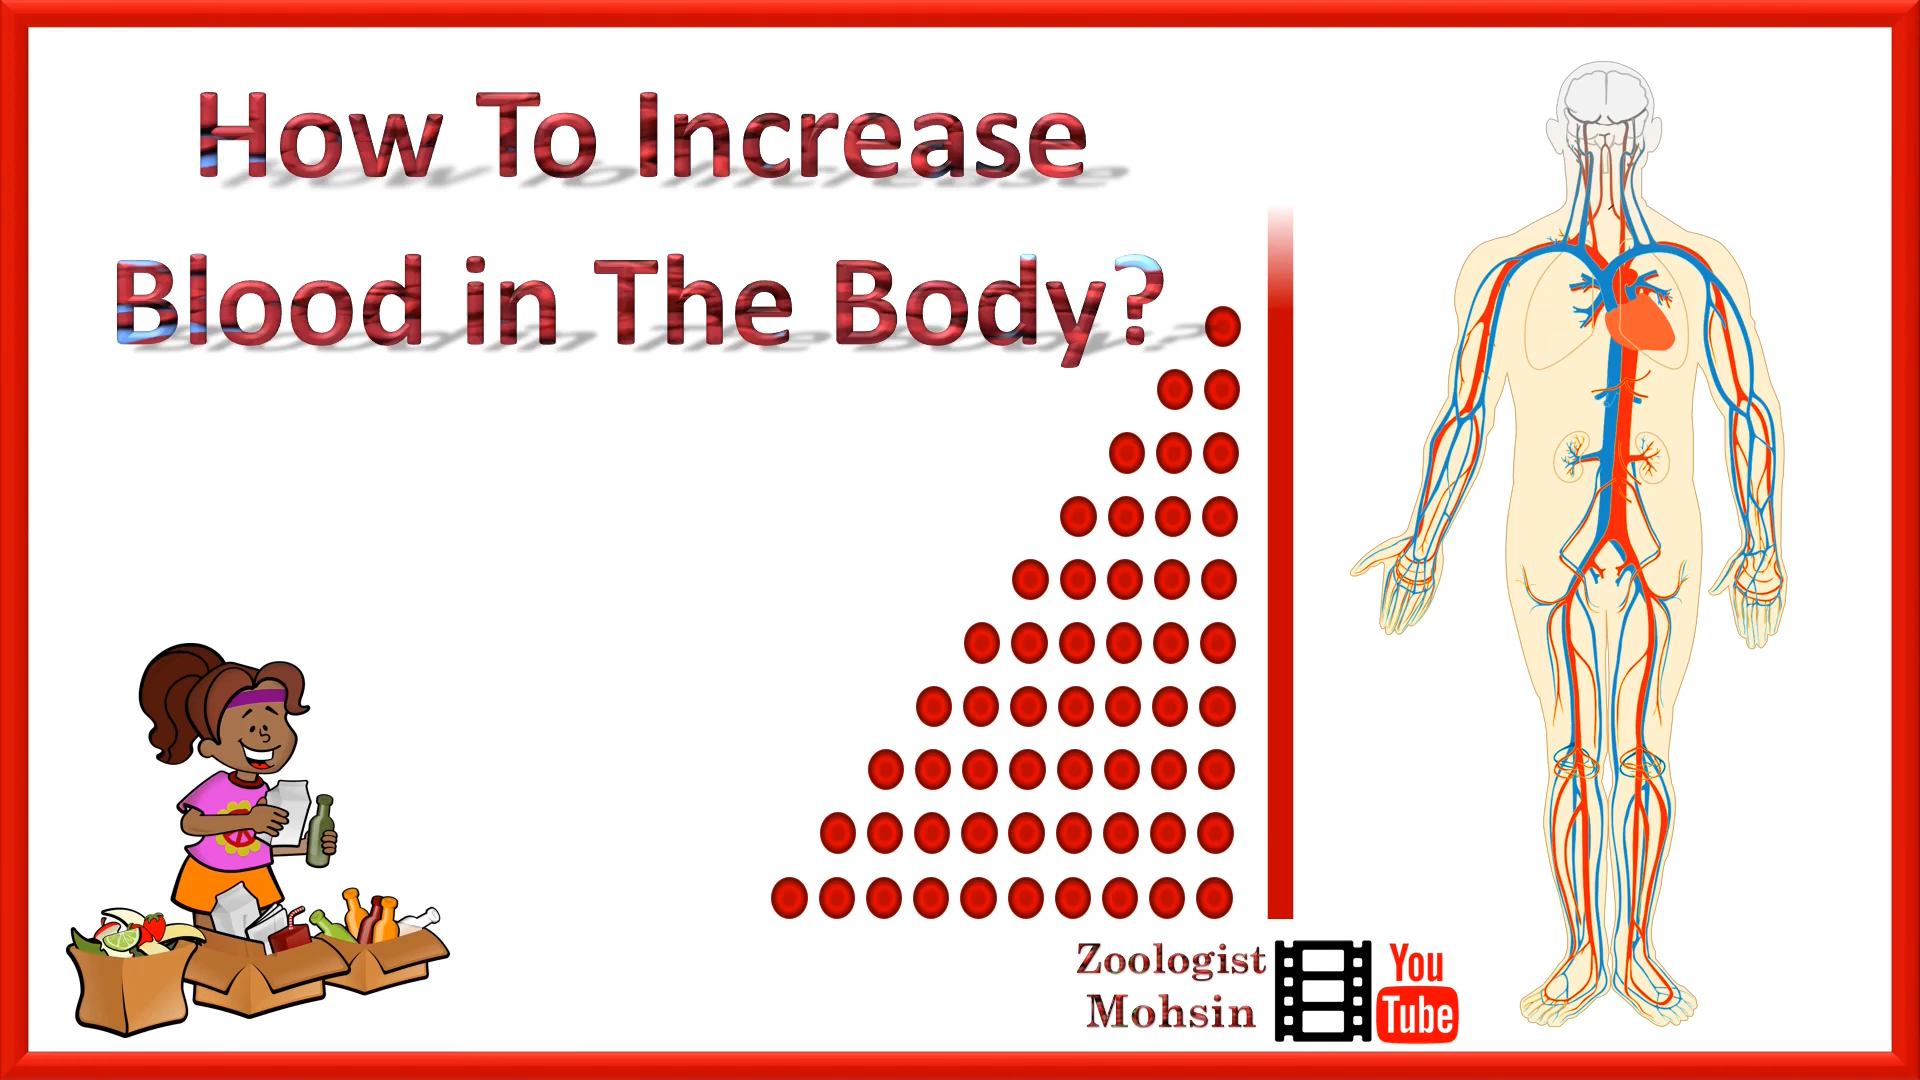 How To Increase
Blood in The Body?
Zoologist
Mohsin
You
Tube